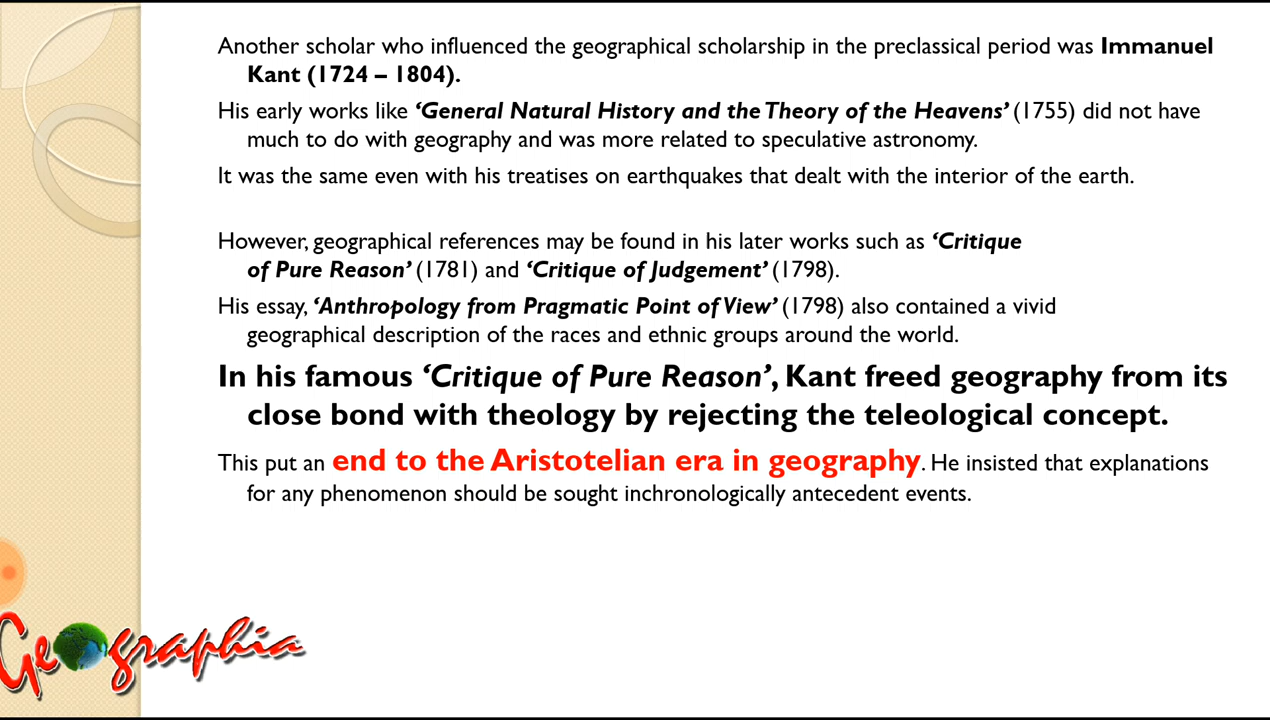 Another scholar who influenced the geographical scholarship in the preclassical period was Immanuel
Kant (1724 – 1804).
His early works like ‘General Natural History and the Theory of the Heavens’ (1755) did not have
much to do with geography and was more related to speculative astronomy.
It was the same even with his treatises on earthquakes that dealt with the interior of the earth.
However, geographical references may be found in his later works such as ‘Critique
of Pure Reason’ (1781) and ‘Critique of Judgement’ (1798).
His essay, ‘Anthropology from Pragmatic Point of View’ (1798) also contained a vivid
geographical description of the races and ethnic groups around the world.
In his famous ‘Critique of Pure Reason’, Kant freed geography from its
close bond with theology by rejecting the teleological concept.
This put an end to the Aristotelian era in geography. He insisted that explanations
for any phenomenon should be sought inchronologically antecedent events.
Geographia